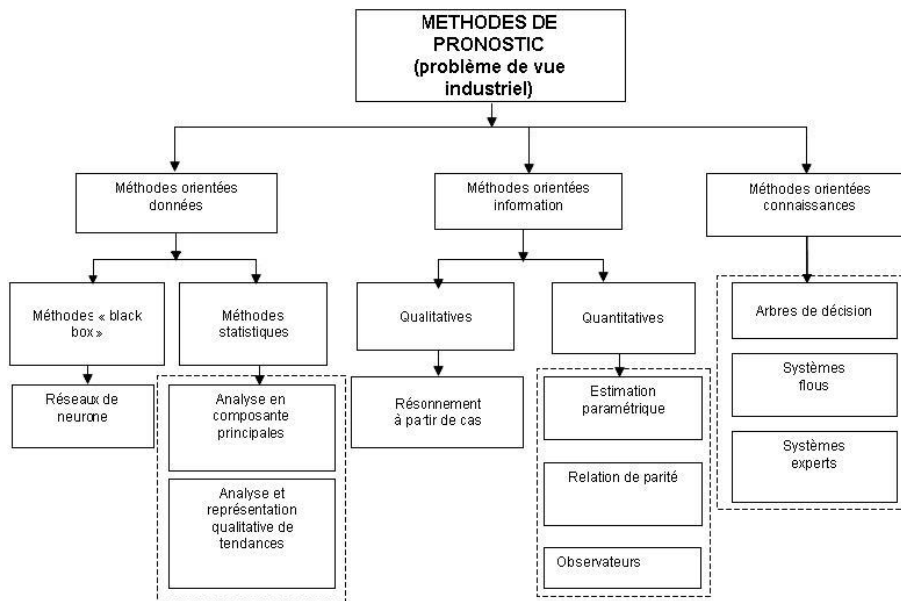 METHODES DE
PRONOSTIC
(problème de vue
industriel)
Méthodes orientées
données
Méthodes orientées
information
Méthodes orientées
connaissances
Méthodes « black
box »
Méthodes
statistiques
Qualitatives
Quantitatives
Arbres de décision
Réseaux de
neurone
Analyse en
composante
principales
Résonnement
à partir de cas
Estimation
paramétrique
Systèmes
flous
Analyse et
représentation
qualitative de
tendances
Relation de parité
Systèmes
experts
Observateurs